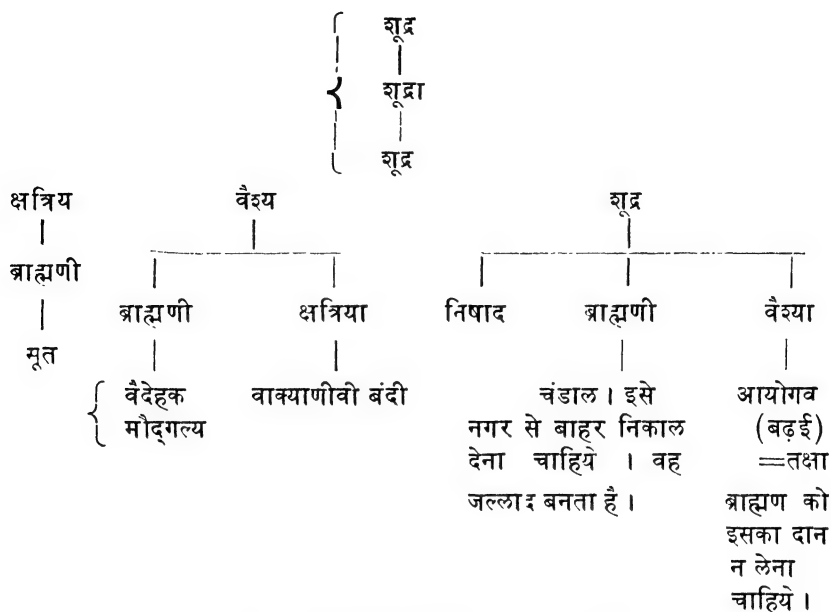 शूद्र
शूद्रा
शूद्र
क्षत्रिय वैश्य शूद्र
ब्राह्मणी
ब्राह्मणी क्षत्रिया निषाद ब्राह्मणी वैश्या
सूत
वैदेहक वाक्याणीवो बंदी चंडाल । इसे आयोगव
मौद्गल्य नगर से बाहर निकाल (बढ़ई)
देना चाहिये । वह =तक्षा
जल्लाद बनता है । ब्राह्मण को
इसका दान
न लेना
चाहिये ।